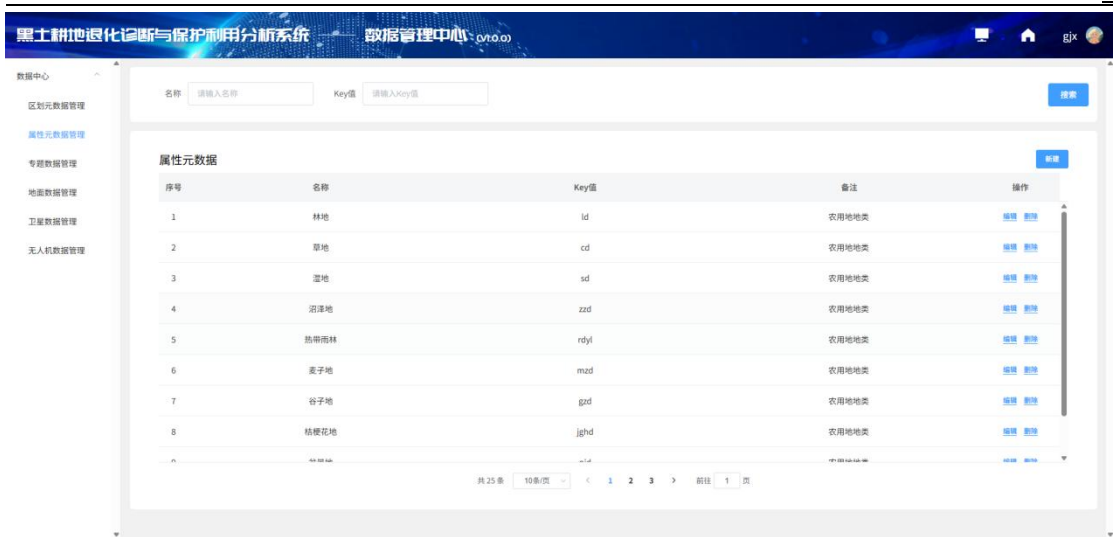 黑土耕地退化诊断与保护利用分析系统 数据管理中心 (v1.0.0) gjx
数据中心
区划元数据管理
属性元数据管理
专题数据管理
地面数据管理
卫星数据管理
无人机数据管理
名称 请输入名称 Key值 请输入Key值 搜索
属性元数据 新建
序号 名称 Key值 备注 操作
1 林地 ld 农用地地类 编辑 删除
2 草地 cd 农用地地类 编辑 删除
3 湿地 sd 农用地地类 编辑 删除
4 沼泽地 zzd 农用地地类 编辑 删除
5 热带雨林 rdyl 农用地地类 编辑 删除
6 麦子地 mzd 农用地地类 编辑 删除
7 谷子地 gzd 农用地地类 编辑 删除
8 桔梗花地 jghd 农用地地类 编辑 删除
共 25 条 10条/页 1 2 3 前往 1 页